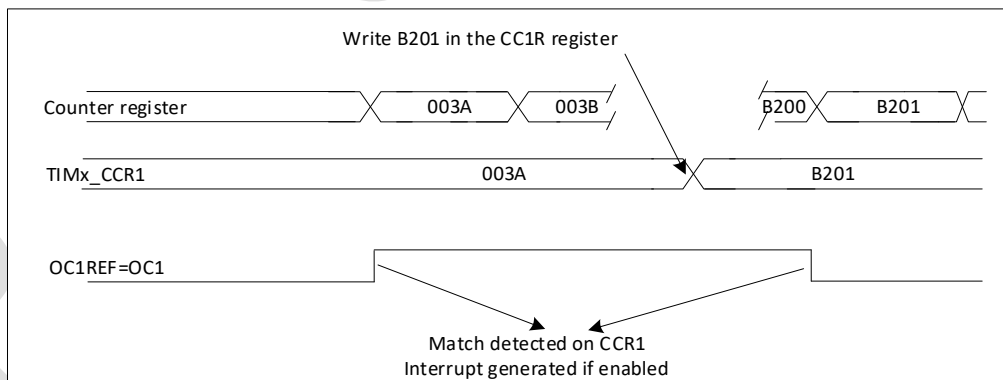 Write B201 in the CC1R register
Counter register 003A 003B B200 B201
TIMx_CCR1 003A B201
OC1REF=OC1
Match detected on CCR1
Interrupt generated if enabled